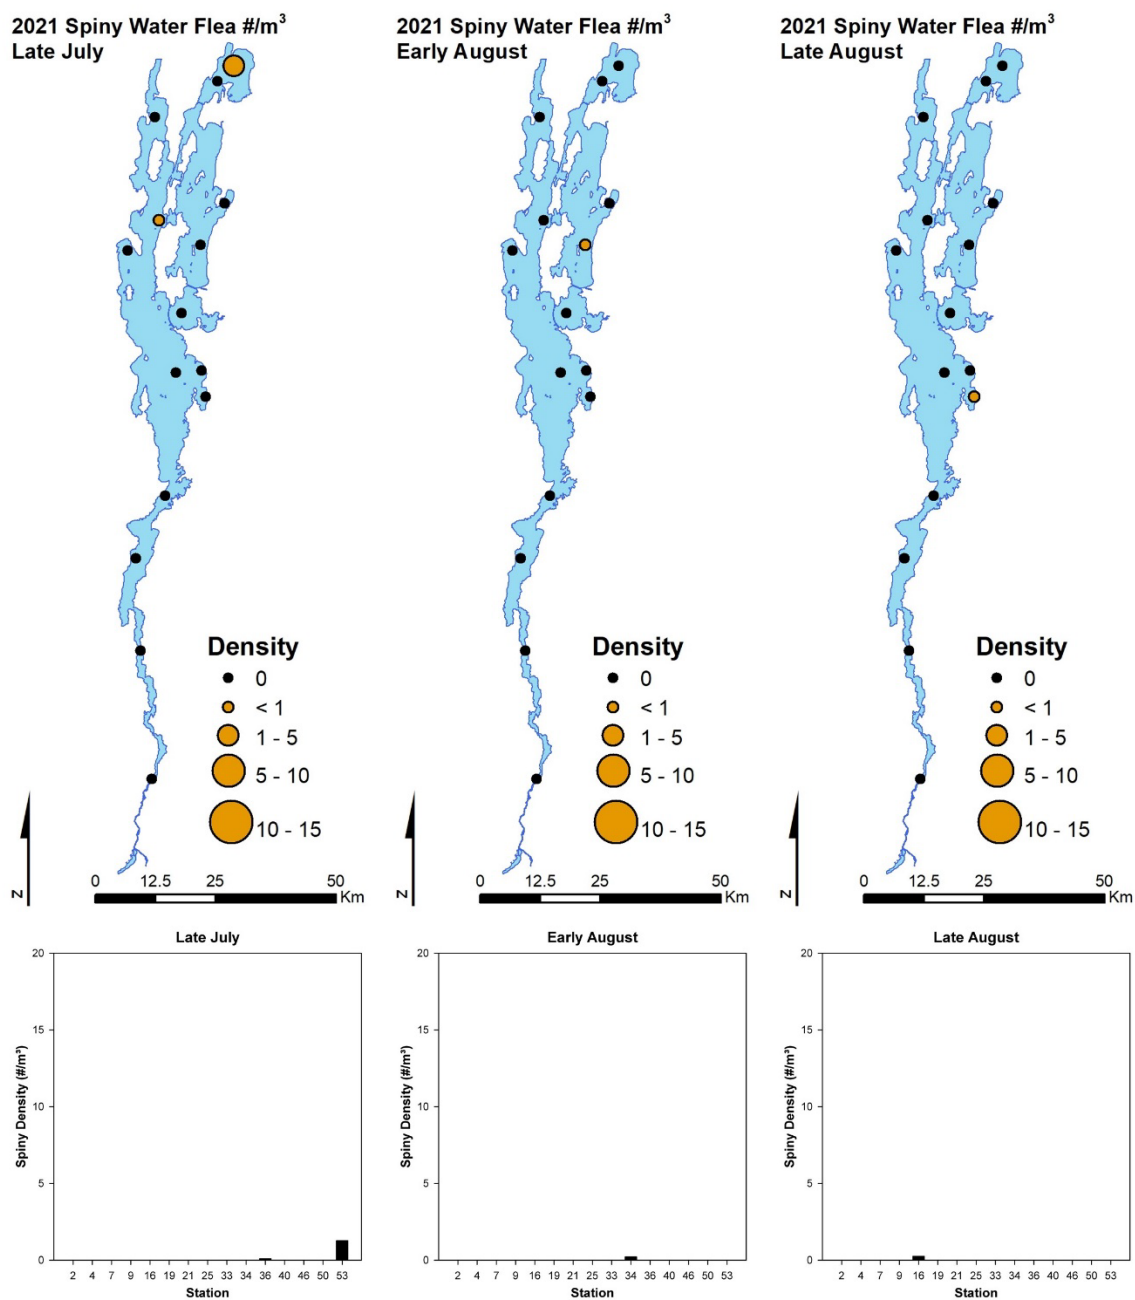 2021 Spiny Water Flea #/m³
Late July
Density
0
< 1
1 - 5
5 - 10
10 - 15
N
0 12.5 25 50
Km
2021 Spiny Water Flea #/m³
Early August
Density
0
< 1
1 - 5
5 - 10
10 - 15
N
0 12.5 25 50
Km
2021 Spiny Water Flea #/m³
Late August
Density
0
< 1
1 - 5
5 - 10
10 - 15
N
0 12.5 25 50
Km
Late July
Spiny Density (#/m³)
20
15
10
5
0
2 4 7 9 16 19 21 25 33 34 36 40 46 50 53
Station
Early August
Spiny Density (#/m³)
20
15
10
5
0
2 4 7 9 16 19 21 25 33 34 36 40 46 50 53
Station
Late August
Spiny Density (#/m³)
20
15
10
5
0
2 4 7 9 16 19 21 25 33 34 36 40 46 50 53
Station